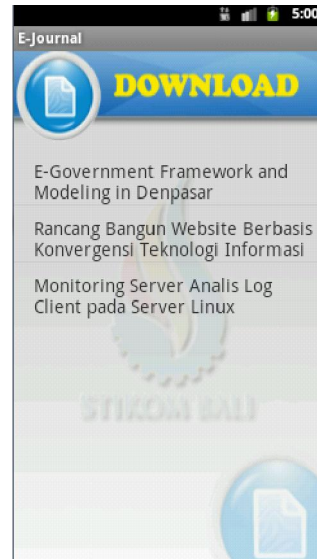 5:00
E-Journal
DOWNLOAD
E-Government Framework and
Modeling in Denpasar
Rancang Bangun Website Berbasis
Konvergensi Teknologi Informasi
Monitoring Server Analis Log
Client pada Server Linux
STIKOM BALI